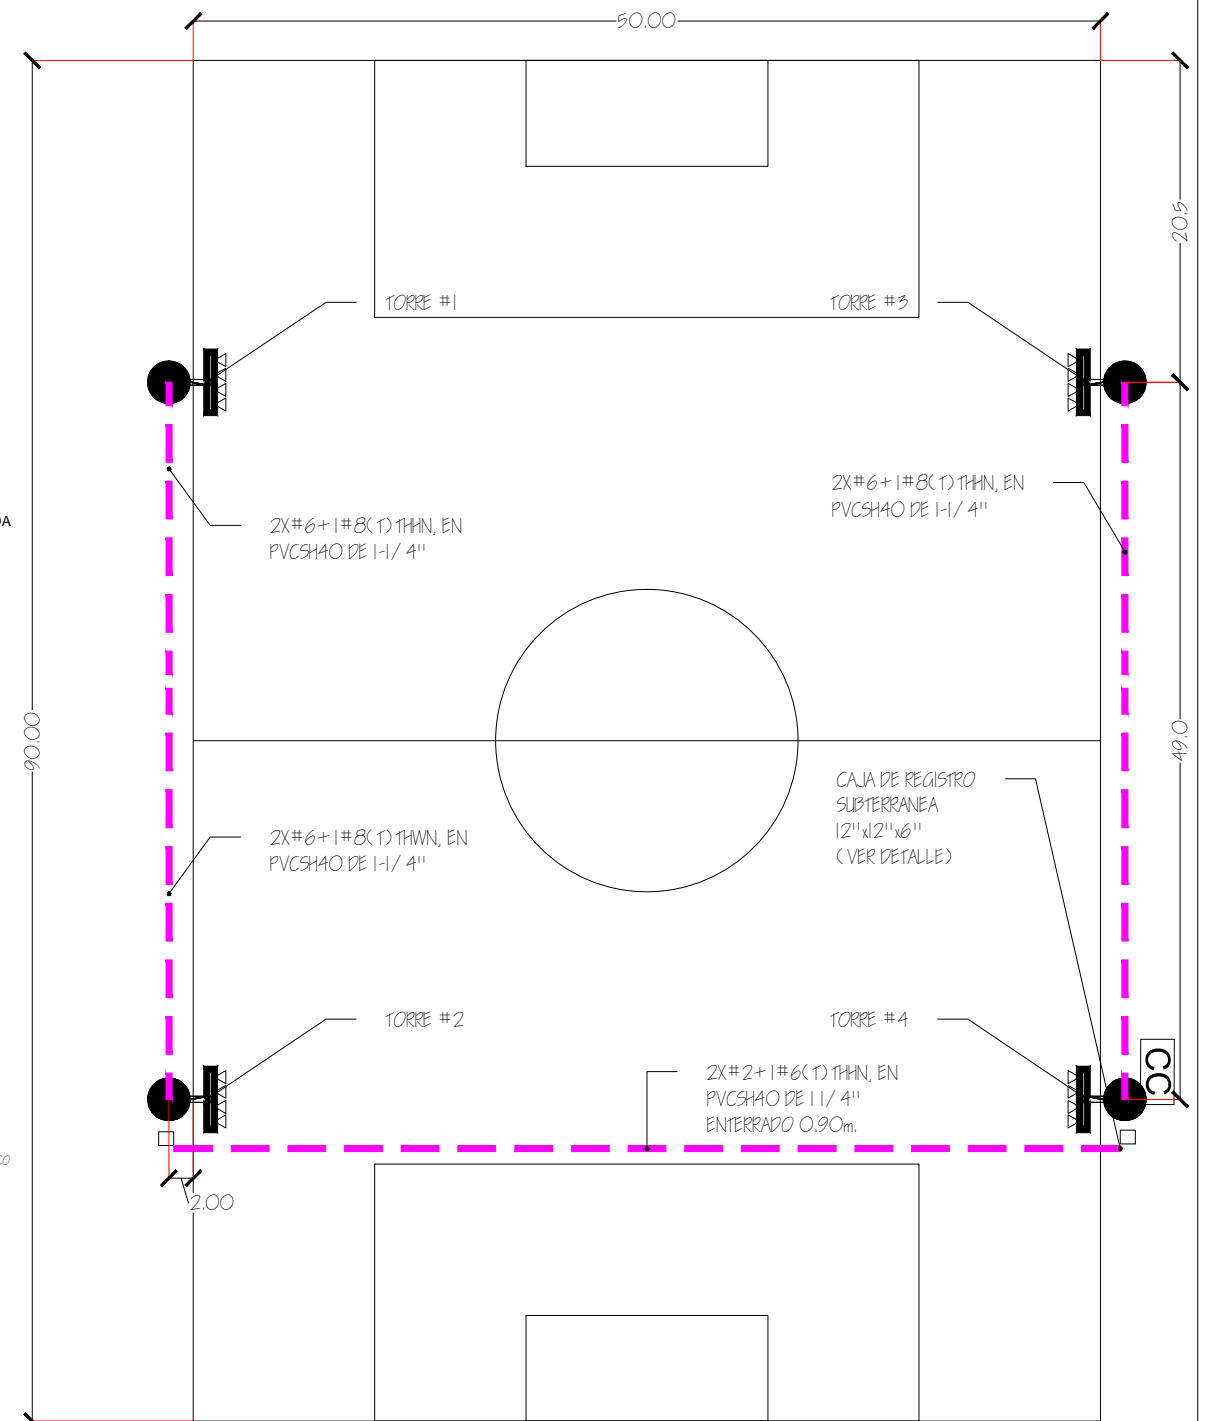 50.00
20.5
TORRE #1
TORRE #3
2X#6+1#8(T) THHN, EN
PVCSH40 DE 1-1/4"
2X#6+1#8(T) THHN, EN
PVCSH40 DE 1-1/4"
90.00
49.0
CAJA DE REGISTRO
SUBTERRANEA
12"x12"x6"
(VER DETALLE)
2X#6+1#8(T) THWN, EN
PVCSH40 DE 1-1/4"
TORRE #2
TORRE #4
CC
2X#2+1#6(T) THHN, EN
PVCSH40 DE 1 1/4"
ENTERRADO 0.90m.
2.00